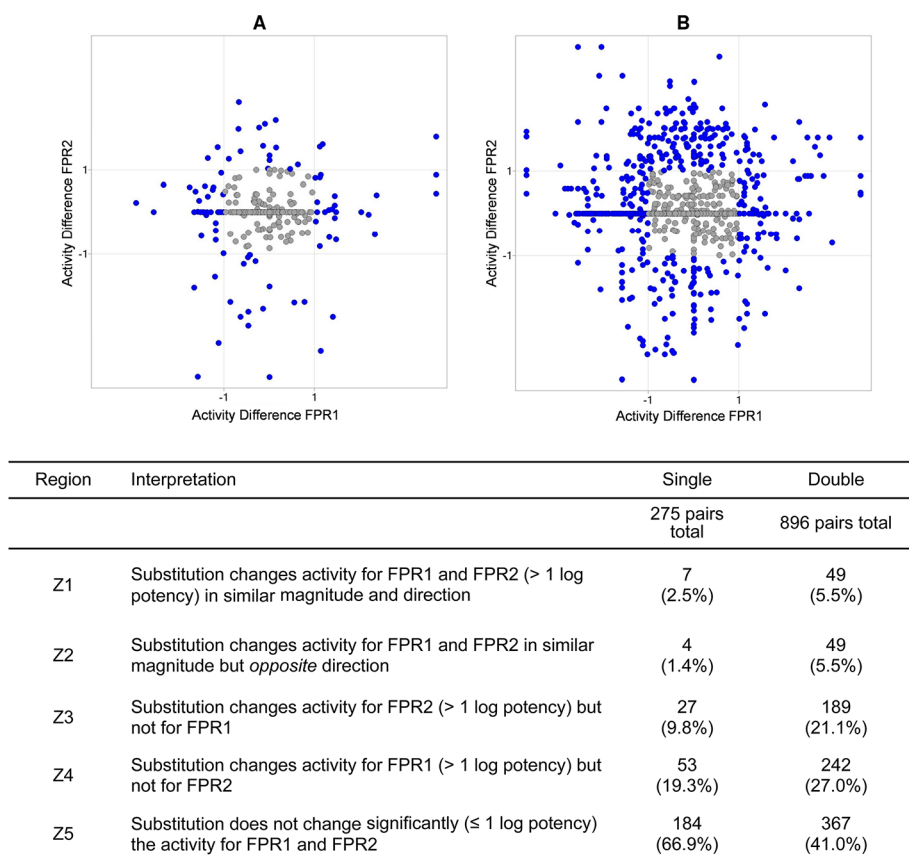 A
B
Activity Difference FPR2
1
-1
-1
1
Activity Difference FPR1
Activity Difference FPR2
1
-1
-1
1
Activity Difference FPR1
Region Interpretation Single Double
275 pairs total 896 pairs total
Z1 Substitution changes activity for FPR1 and FPR2 (> 1 log 7 49
potency) in similar magnitude and direction (2.5%) (5.5%)
Z2 Substitution changes activity for FPR1 and FPR2 in similar 4 49
magnitude but opposite direction (1.4%) (5.5%)
Z3 Substitution changes activity for FPR2 (> 1 log potency) but 27 189
not for FPR1 (9.8%) (21.1%)
Z4 Substitution changes activity for FPR1 (> 1 log potency) but 53 242
not for FPR2 (19.3%) (27.0%)
Z5 Substitution does not change significantly (≤ 1 log potency) 184 367
the activity for FPR1 and FPR2 (66.9%) (41.0%)